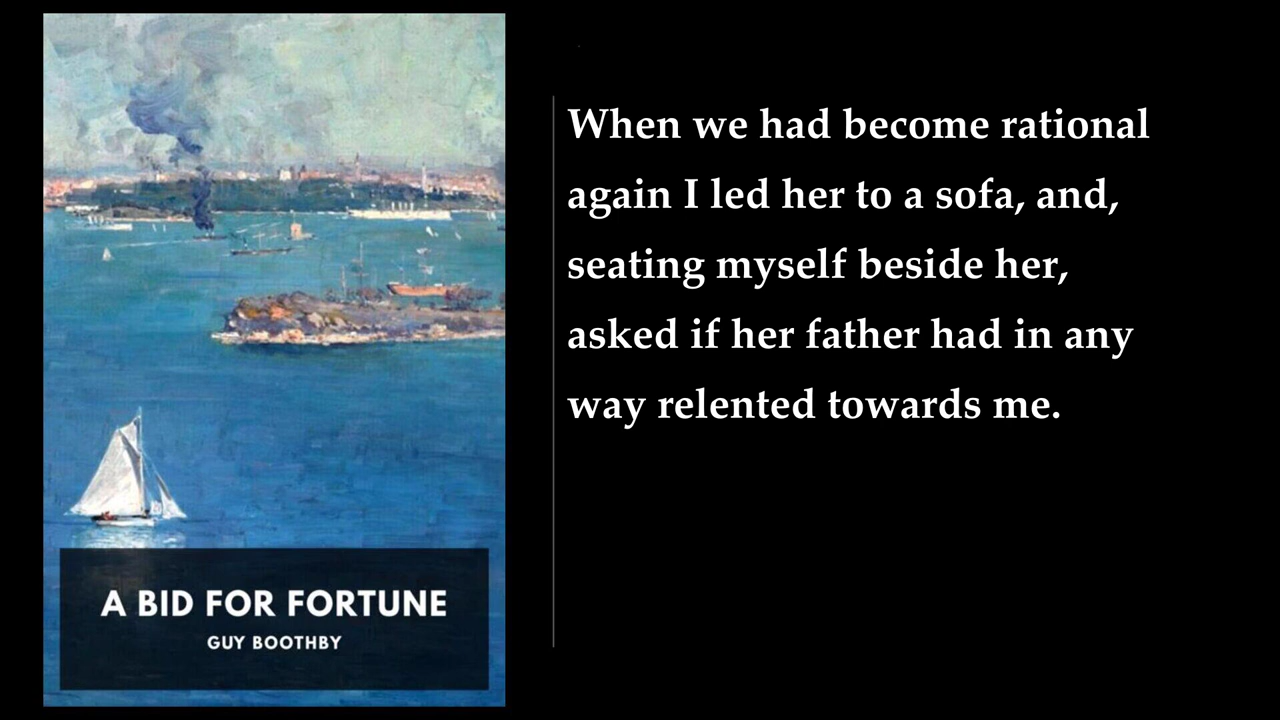 A BID FOR FORTUNE
GUY BOOTHBY
When we had become rational
again I led her to a sofa, and,
seating myself beside her,
asked if her father had in any
way relented towards me.